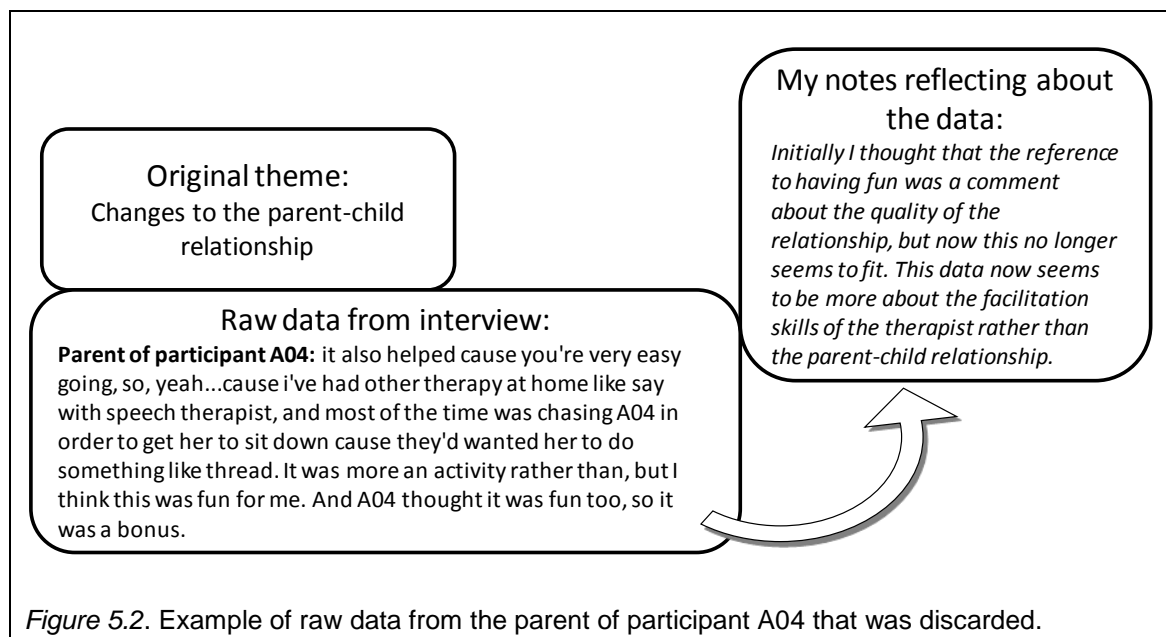 Original theme:
Changes to the parent-child
relationship
Raw data from interview:
Parent of participant A04: it also helped cause you're very easy
going, so, yeah...cause i've had other therapy at home like say
with speech therapist, and most of the time was chasing A04 in
order to get her to sit down cause they'd wanted her to do
something like thread. It was more an activity rather than, but I
think this was fun for me. And A04 thought it was fun too, so it
was a bonus.
My notes reflecting about
the data:
Initially I thought that the reference
to having fun was a comment
about the quality of the
relationship, but now this no longer
seems to fit. This data now seems
to be more about the facilitation
skills of the therapist rather than
the parent-child relationship.
Figure 5.2. Example of raw data from the parent of participant A04 that was discarded.